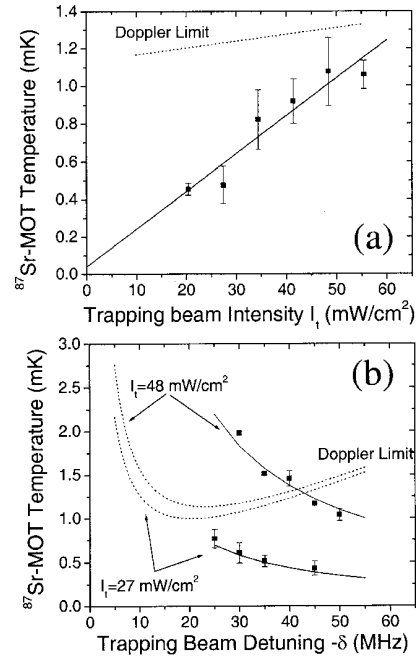 1.4
Doppler Limit
1.2
1.0
0.8
0.6
0.4
0.2
0.0
(a)
0 10 20 30 40 50 60
Trapping beam Intensity I_t (mW/cm²)
⁸⁷Sr-MOT Temperature (mK)
3.0
(b)
2.5
I_t=48 mW/cm²
2.0
Doppler Limit
1.5
1.0
0.5
I_t=27 mW/cm²
0.0
0 10 20 30 40 50 60
Trapping Beam Detuning -δ (MHz)
⁸⁷Sr-MOT Temperature (mK)